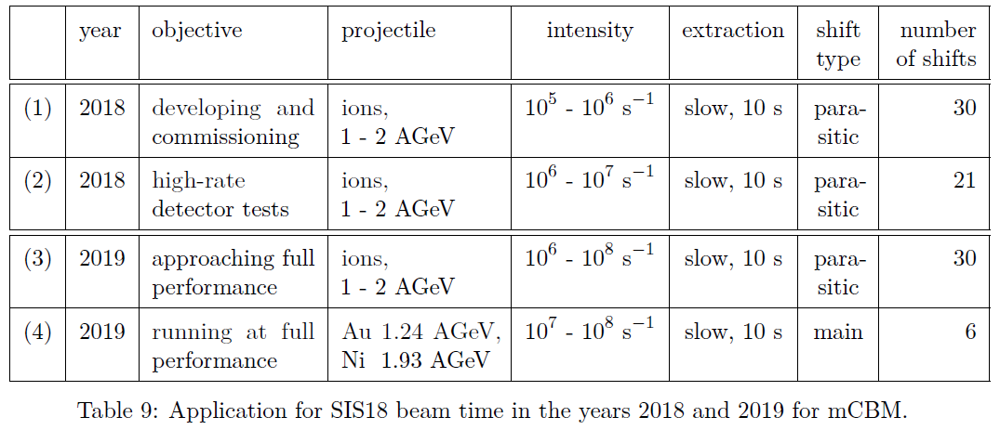 year objective projectile intensity extraction shift number
type of shifts
(1) 2018 developing and ions, 10^5 - 10^6 s^−1 slow, 10 s para- 30
commissioning 1 - 2 AGeV sitic
(2) 2018 high-rate ions, 10^6 - 10^7 s^−1 slow, 10 s para- 21
detector tests 1 - 2 AGeV sitic
(3) 2019 approaching full ions, 10^6 - 10^8 s^−1 slow, 10 s para- 30
performance 1 - 2 AGeV sitic
(4) 2019 running at full Au 1.24 AGeV, 10^7 - 10^8 s^−1 slow, 10 s main 6
performance Ni 1.93 AGeV
Table 9: Application for SIS18 beam time in the years 2018 and 2019 for mCBM.